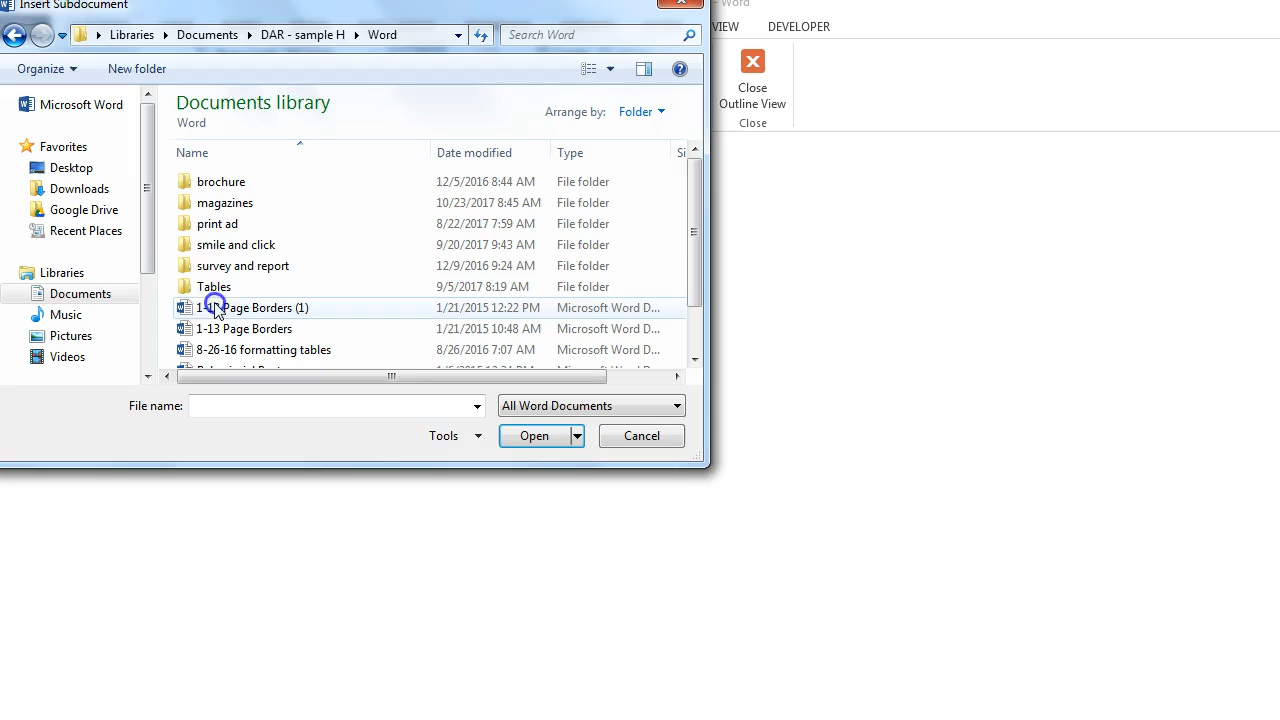 Insert Subdocument
- Word
Libraries Documents DAR - sample H Word Search Word
VIEW DEVELOPER
Organize New folder
Close
Outline View
Close
Microsoft Word
Favorites
Desktop
Downloads
Google Drive
Recent Places
Libraries
Documents
Music
Pictures
Videos
Documents library
Word
Arrange by: Folder
Name Date modified Type Si
brochure 12/5/2016 8:44 AM File folder
magazines 10/23/2017 8:45 AM File folder
print ad 8/22/2017 7:59 AM File folder
smile and click 9/20/2017 9:43 AM File folder
survey and report 12/9/2016 9:24 AM File folder
Tables 9/5/2017 8:19 AM File folder
Page Borders (1) 1/21/2015 12:22 PM Microsoft Word D...
1-13 Page Borders 1/21/2015 10:48 AM Microsoft Word D...
8-26-16 formatting tables 8/26/2016 7:07 AM Microsoft Word D...
File name: All Word Documents
Tools Open Cancel